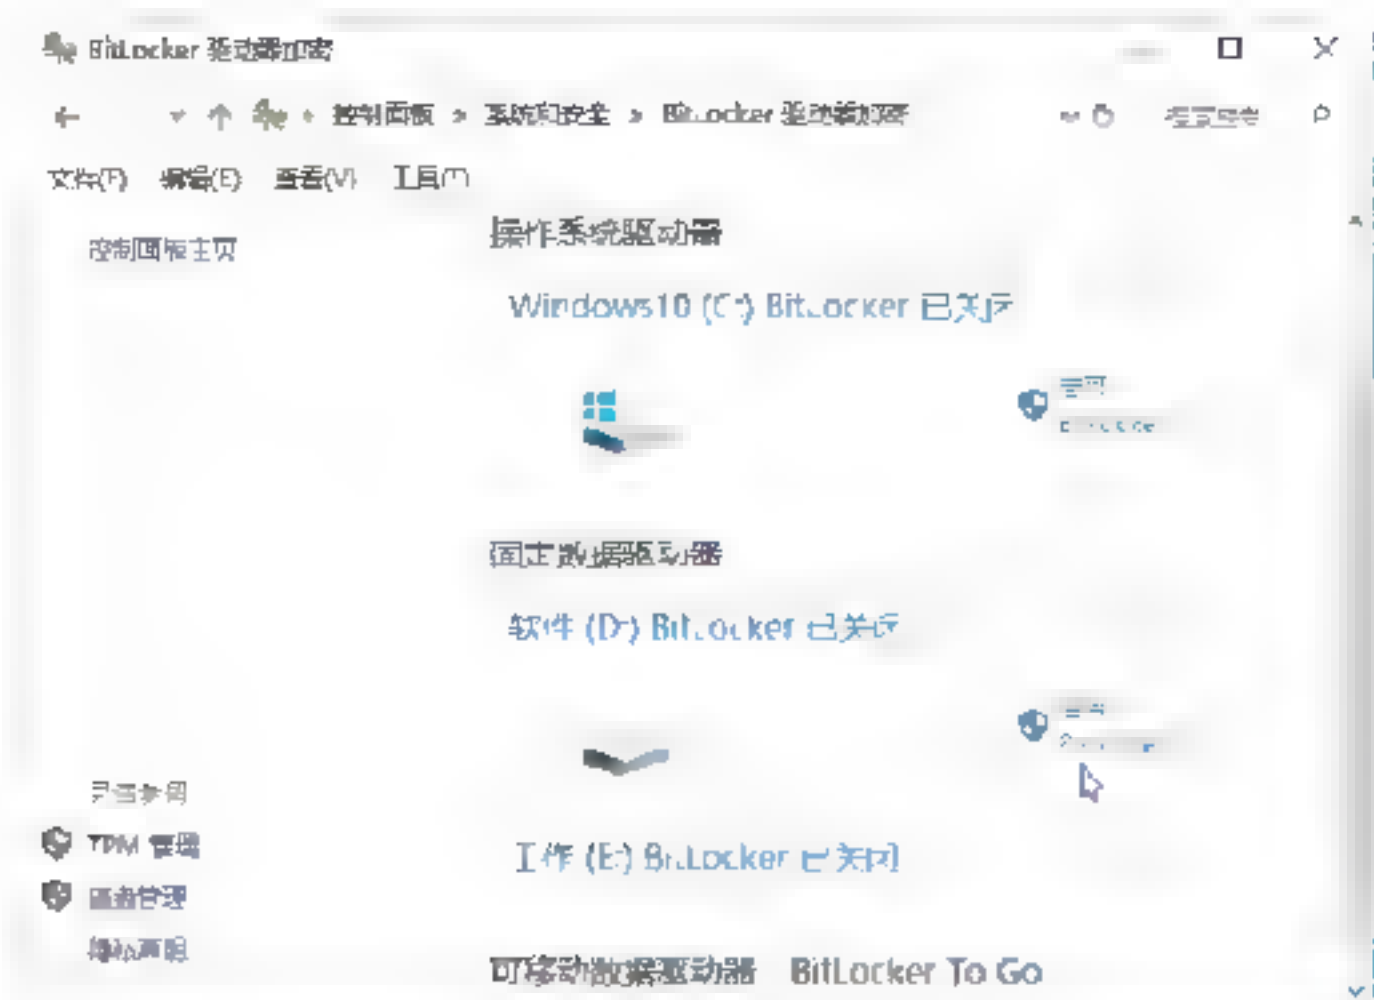 BitLocker 驱动器加密
控制面板 系统和安全 BitLocker 驱动器加密
文件(F) 编辑(E) 查看(V) 工具(T)
控制面板主页
操作系统驱动器
Windows10 (C:) BitLocker 已关闭
启用
BitLocker
固定数据驱动器
软件 (D:) BitLocker 已关闭
另请参阅
TPM 管理
磁盘管理
隐私声明
工作 (E:) BitLocker 已关闭
可移动数据驱动器 - BitLocker To Go